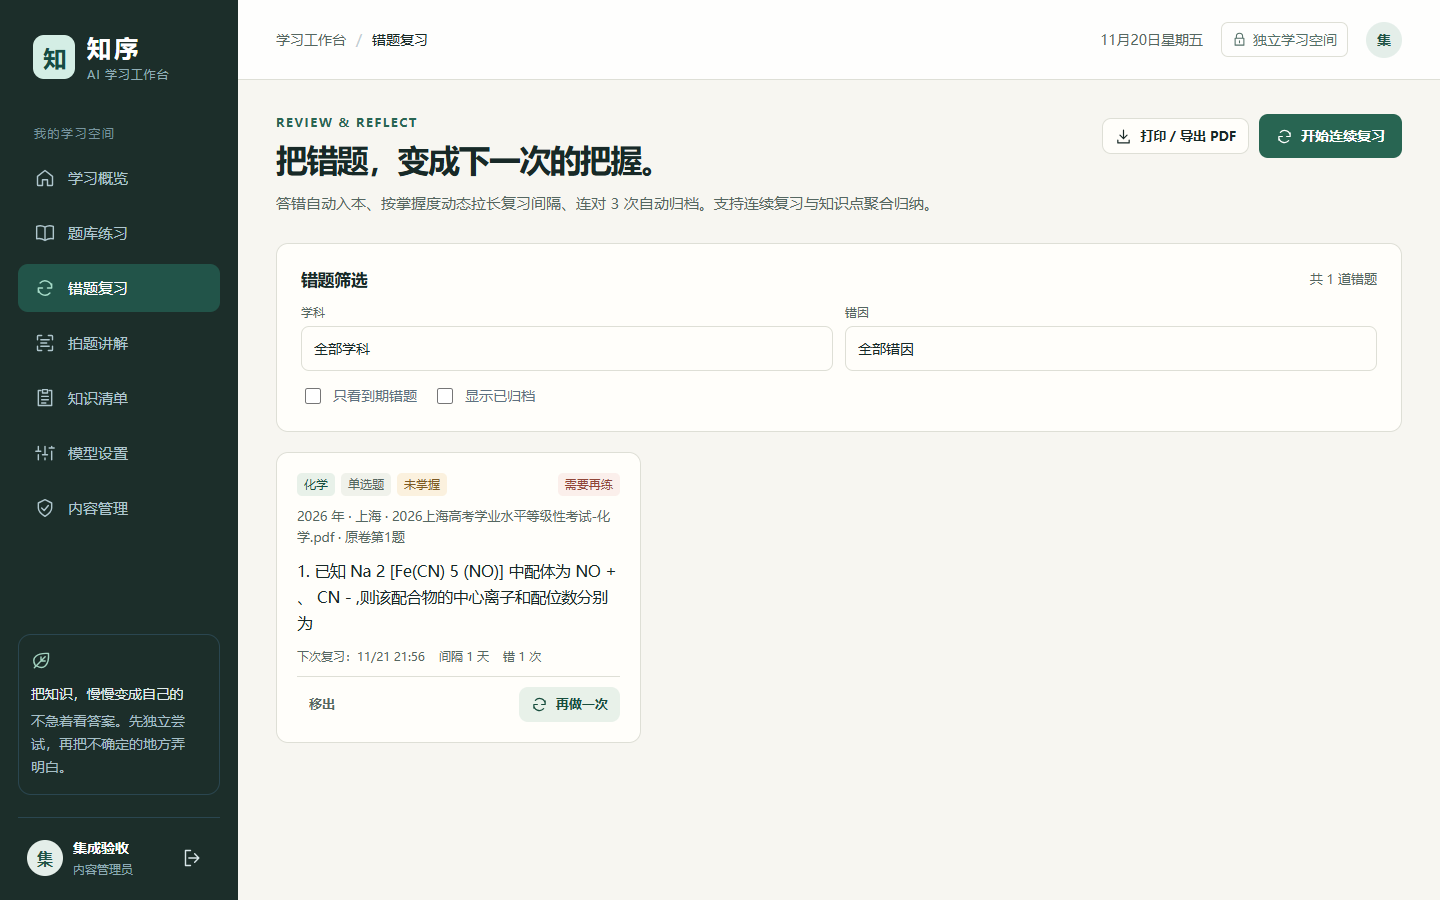 知
知序
AI 学习工作台
我的学习空间
学习概览
题库练习
错题复习
拍题讲解
知识清单
模型设置
内容管理
把知识，慢慢变成自己的
不急着看答案。先独立尝
试，再把不确定的地方弄
明白。
集
集成验收
内容管理员
学习工作台 / 错题复习
11月20日星期五
独立学习空间
集
REVIEW & REFLECT
把错题，变成下一次的把握。
答错自动入本、按掌握度动态拉长复习间隔、连对 3 次自动归档。支持连续复习与知识点聚合归纳。
打印 / 导出 PDF
开始连续复习
错题筛选
共 1 道错题
学科
错因
全部学科
全部错因
只看到期错题
显示已归档
化学 单选题 未掌握 需要再练
2026 年 · 上海 · 2026上海高考学业水平等级性考试-化
学.pdf · 原卷第1题
1. 已知 Na 2 [Fe(CN) 5 (NO)] 中配体为 NO +
、 CN - ,则该配合物的中心离子和配位数分别
为
下次复习：11/21 21:56 间隔 1 天 错 1 次
移出
再做一次